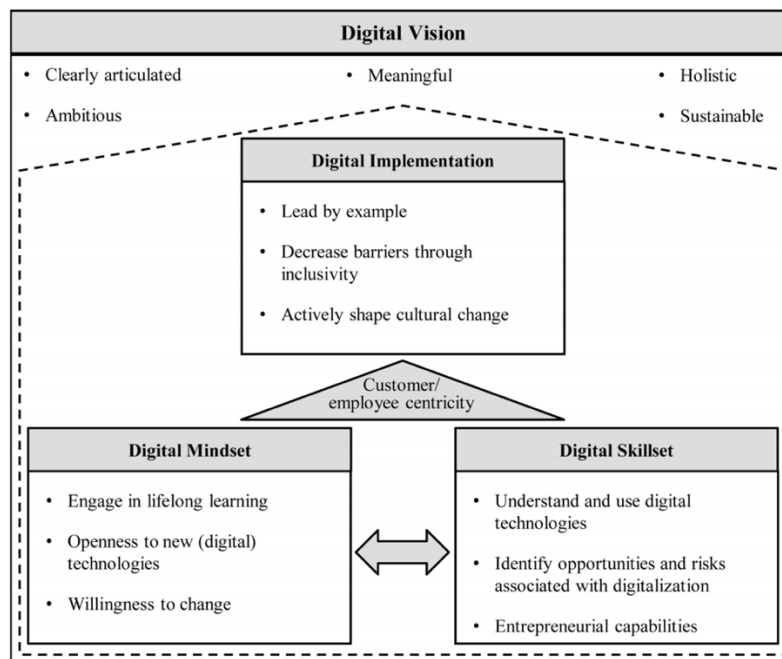 Digital Vision
• Clearly articulated
• Meaningful
• Holistic
• Ambitious
• Sustainable
Digital Implementation
• Lead by example
• Decrease barriers through
inclusivity
• Actively shape cultural change
Customer/
employee centricity
Digital Mindset
• Engage in lifelong learning
• Openness to new (digital)
technologies
• Willingness to change
Digital Skillset
• Understand and use digital
technologies
• Identify opportunities and risks
associated with digitalization
• Entrepreneurial capabilities